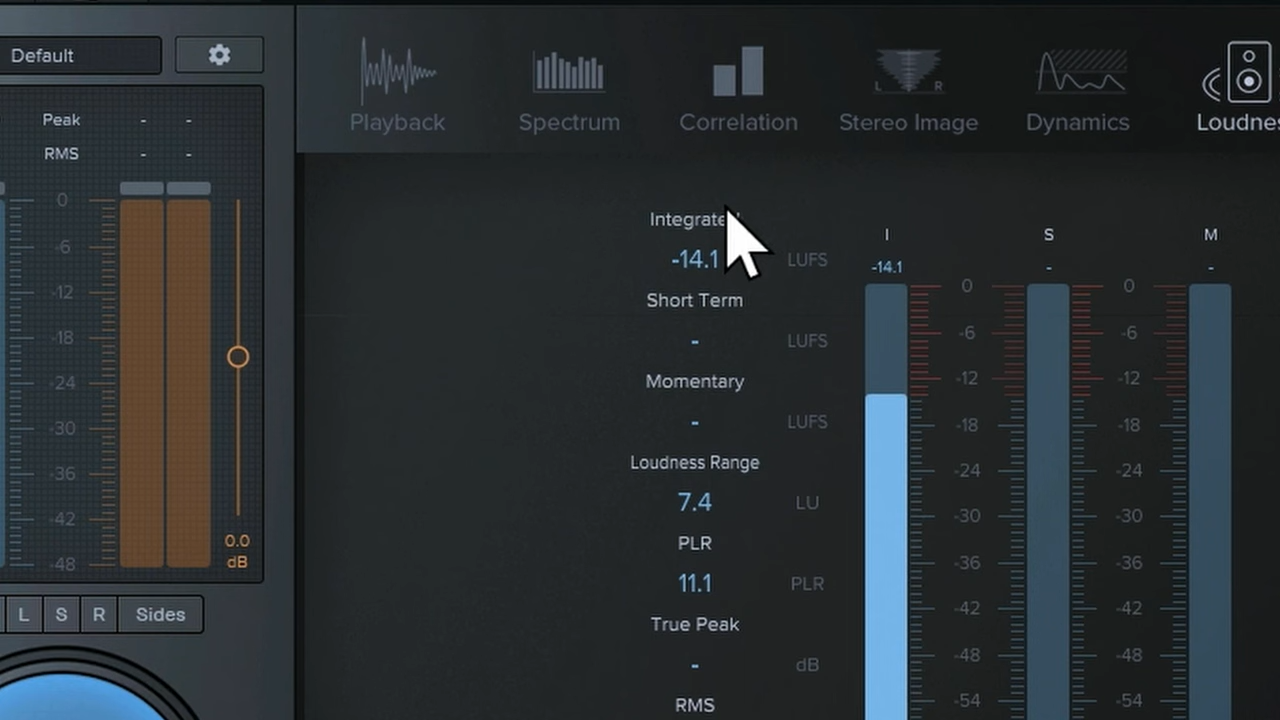 Default
Peak - -
RMS - -
0
-6
-12
-18
-24
-30
-36
-42
-48
0.0
dB
L S R Sides
Playback Spectrum Correlation Stereo Image Dynamics
L R
Integrated
-14.1 LUFS
Short Term
- LUFS
Momentary
- LUFS
Loudness Range
7.4 LU
PLR
11.1 PLR
True Peak
- dB
RMS
I S M
-14.1 - -
0 0
-6 -6
-12 -12
-18 -18
-24 -24
-30 -30
-36 -36
-42 -42
-48 -48
-54 -54